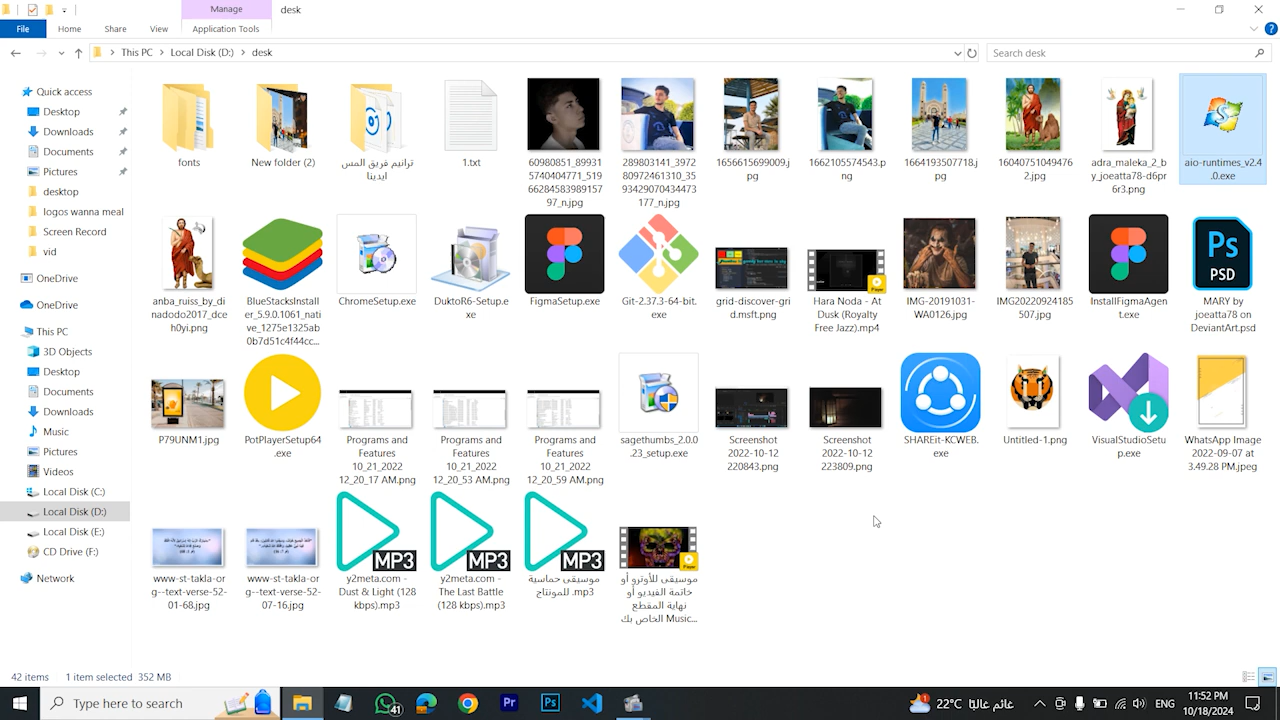 Manage
desk
File
Home
Share
View
Application Tools
This PC
Local Disk (D:)
desk
Search desk
Quick access
Desktop
Downloads
Documents
Pictures
desktop
logos wanna meal
Screen Record
vid
OneDrive
OneDrive
This PC
3D Objects
Desktop
Documents
Downloads
Music
Pictures
Videos
Local Disk (C:)
Local Disk (D:)
Local Disk (E:)
CD Drive (F:)
Network
fonts
New folder (2)
ترانيم فريق المس
ايدينا
1.txt
60980851_89931
5740404771_519
66284583989157
97_n.jpg
289803141_3972
80972461310_35
93429070434473
177_n.jpg
1656615699009.j
pg
1662105574543.p
ng
1664193507718.j
pg
16040751049476
2.jpg
adra_maleka_2_b
y_joeatta78-d6pr
6r3.png
aio-runtimes_v2.4
.0.exe
anba_ruiss_by_di
nadodo2017_dce
h0yi.png
BlueStacksInstall
er_5.9.0.1061_nati
ve_1275e1325ab
0b7d51c4f44cc...
ChromeSetup.exe
DuktoR6-Setup.e
xe
FigmaSetup.exe
Git-2.37.3-64-bit.
exe
grid-discover-gri
d.msft.png
Player
Hara Noda - At
Dusk (Royalty
Free Jazz).mp4
IMG-20191031-
WA0126.jpg
IMG20220924185
507.jpg
InstallFigmaAgen
t.exe
Ps
PSD
MARY by
joeatta78 on
DeviantArt.psd
P79UNM1.jpg
PotPlayerSetup64
.exe
Programs and
Features
10_21_2022
12_20_17 AM.png
Programs and
Features
10_21_2022
12_20_53 AM.png
Programs and
Features
10_21_2022
12_20_59 AM.png
sagethumbs_2.0.0
.23_setup.exe
Screenshot
2022-10-12
220843.png
Screenshot
2022-10-12
223809.png
SHAREit-KCWEB.
exe
Untitled-1.png
VisualStudioSetu
p.exe
WhatsApp Image
2022-09-07 at
3.49.28 PM.jpeg
www-st-takla-or
g--text-verse-52-
01-68.jpg
www-st-takla-or
g--text-verse-52-
07-16.jpg
MP3
y2meta.com -
Dust & Light (128
kbps).mp3
MP3
y2meta.com -
The Last Battle
(128 kbps).mp3
MP3
موسيقى حماسية
للمونتاج .mp3
Player
موسيقى للأوترو أو
خاتمة الفيديو أو
نهاية المقطع
الخاص بك Music...
42 items
1 item selected 352 MB
Type here to search
41
Pr
Ps
22°C
غائم غالبًا
ENG
11:52 PM
10/18/2024